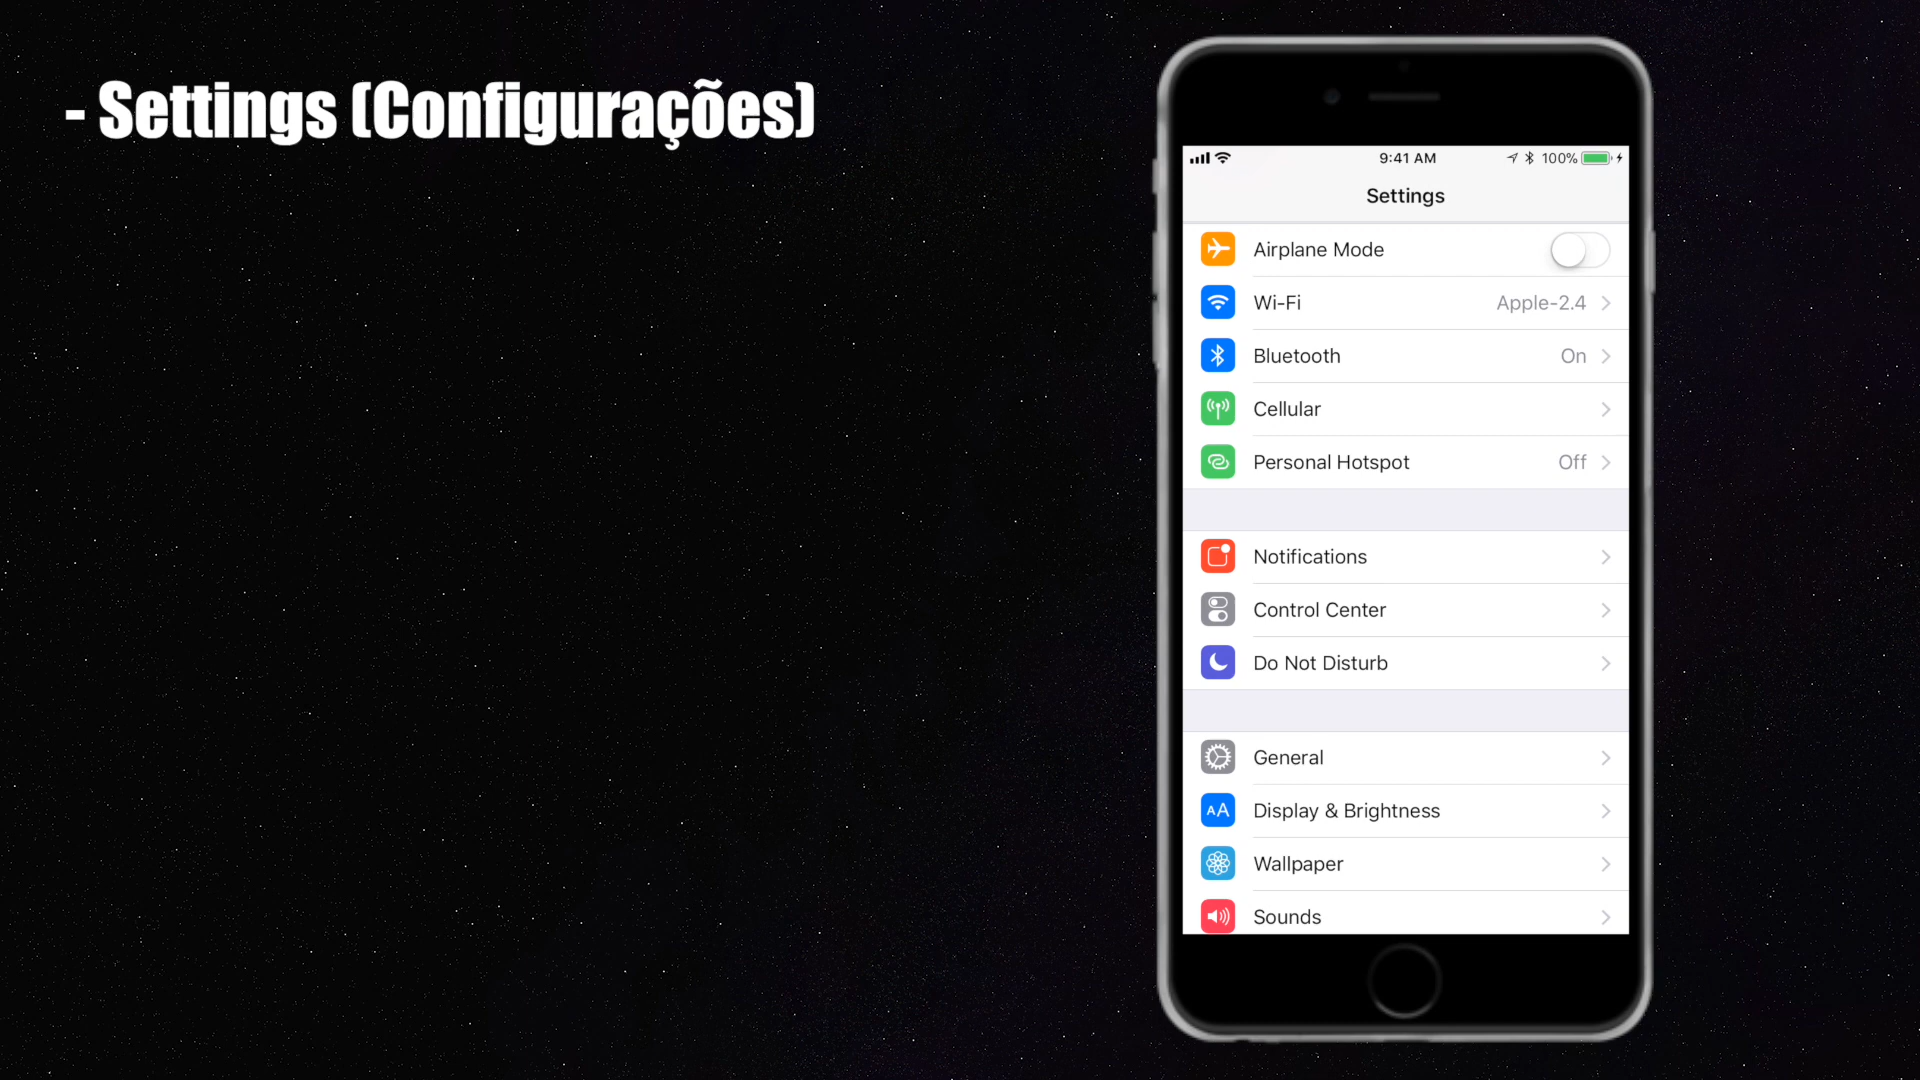 - Settings (Configurações)
9:41 AM 100%
Settings
Airplane Mode
Wi-Fi Apple-2.4
Bluetooth On
Cellular
Personal Hotspot Off
Notifications
Control Center
Do Not Disturb
General
AA Display & Brightness
Wallpaper
Sounds